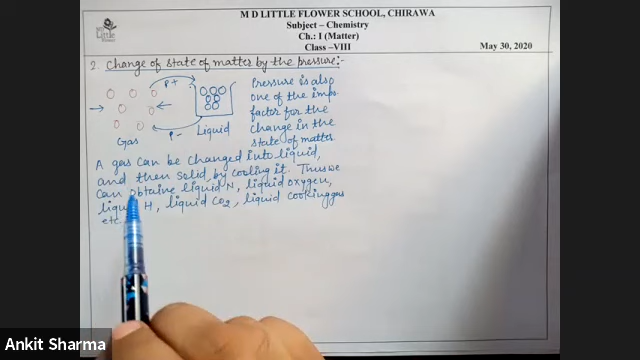 M D LITTLE FLOWER SCHOOL, CHIRAWA
Subject – Chemistry
Ch.: I (Matter)
Class –VIII
May 30, 2020
Little
2. Change of state of matter by the pressure:-
P+
P-
Gas
Liquid
Pressure is also
one of the imp.
factor for the
change in the
state of matter.
A gas can be changed into liquid,
and then solid by cooling it. Thus we
can obtaine liquid N, liquid oxygen,
liquid H, liquid CO2, liquid cooking gas
etc.
Ankit Sharma